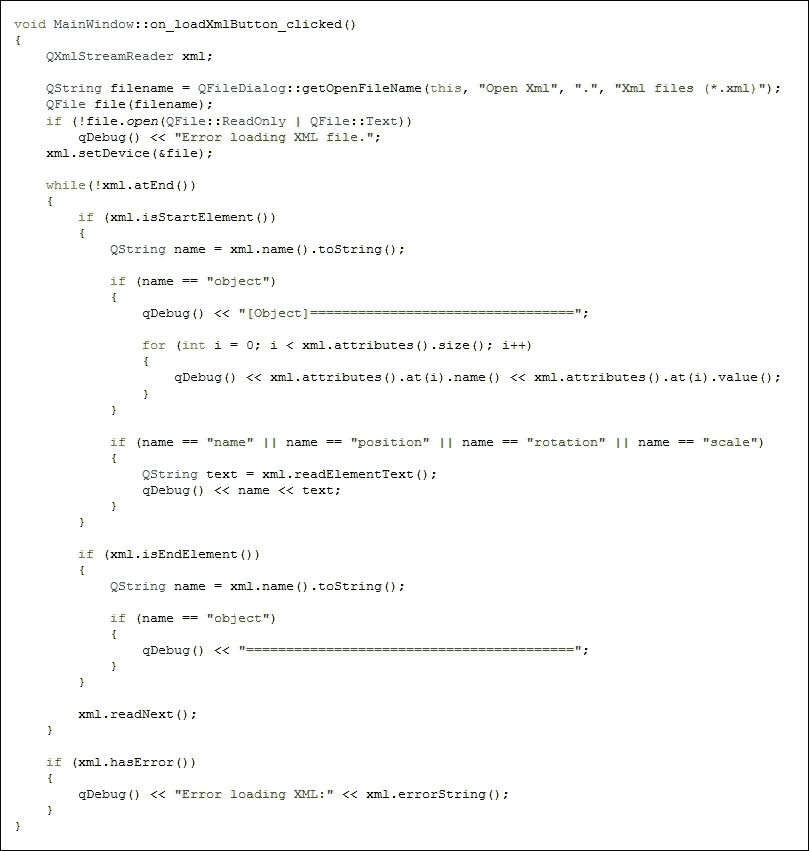 void MainWindow::on_loadXmlButton_clicked()
{
    QXmlStreamReader xml;
    QString filename = QFileDialog::getOpenFileName(this, "Open Xml", ".", "Xml files (*.xml)");
    QFile file(filename);
    if (!file.open(QFile::ReadOnly | QFile::Text))
        qDebug() << "Error loading XML file.";
    xml.setDevice(&file);
    while(!xml.atEnd())
    {
        if (xml.isStartElement())
        {
            QString name = xml.name().toString();
            if (name == "object")
            {
                qDebug() << "[Object]=================================";
                for (int i = 0; i < xml.attributes().size(); i++)
                {
                    qDebug() << xml.attributes().at(i).name() << xml.attributes().at(i).value();
                }
            }
            if (name == "name" || name == "position" || name == "rotation" || name == "scale")
            {
                QString text = xml.readElementText();
                qDebug() << name << text;
            }
        }
        if (xml.isEndElement())
        {
            QString name = xml.name().toString();
            if (name == "object")
            {
                qDebug() << "=========================================";
            }
        }
        xml.readNext();
    }
    if (xml.hasError())
    {
        qDebug() << "Error loading XML:" << xml.errorString();
    }
}